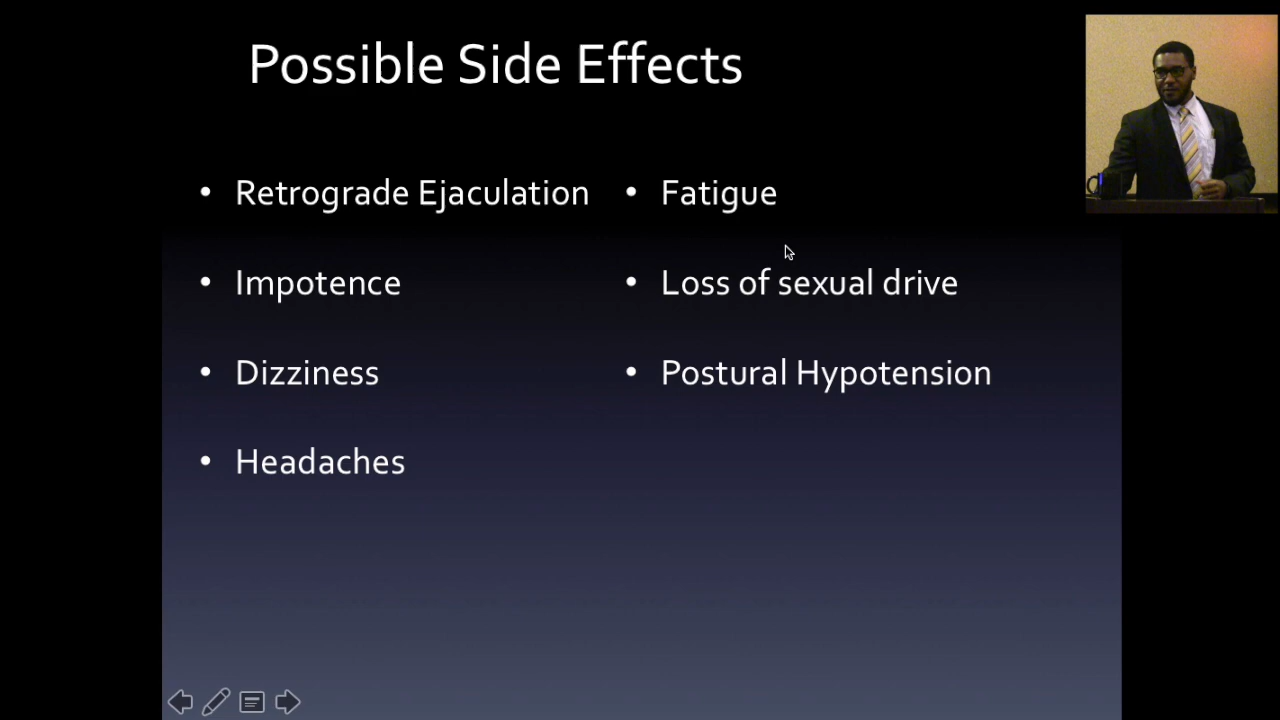 Possible Side Effects
• Retrograde Ejaculation
• Impotence
• Dizziness
• Headaches
• Fatigue
• Loss of sexual drive
• Postural Hypotension